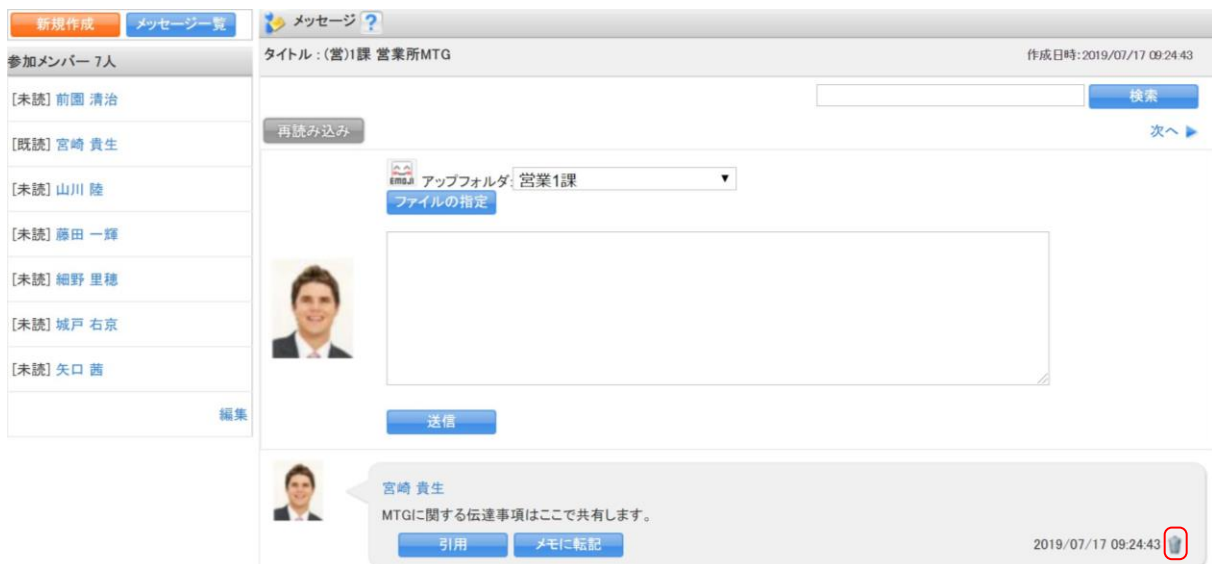 新規作成 メッセージ一覧
参加メンバー 7人
[未読] 前園 清治
[既読] 宮崎 貴生
[未読] 山川 陸
[未読] 藤田 一輝
[未読] 細野 里穂
[未読] 城戸 右京
[未読] 矢口 茜
編集
メッセージ ?
タイトル : (営)1課 営業所MTG 作成日時:2019/07/17 09:24:43
検索
再読み込み 次へ
EMOJI アップフォルダ: 営業1課
ファイルの指定
送信
宮崎 貴生
MTGに関する伝達事項はここで共有します。
引用 メモに転記 2019/07/17 09:24:43